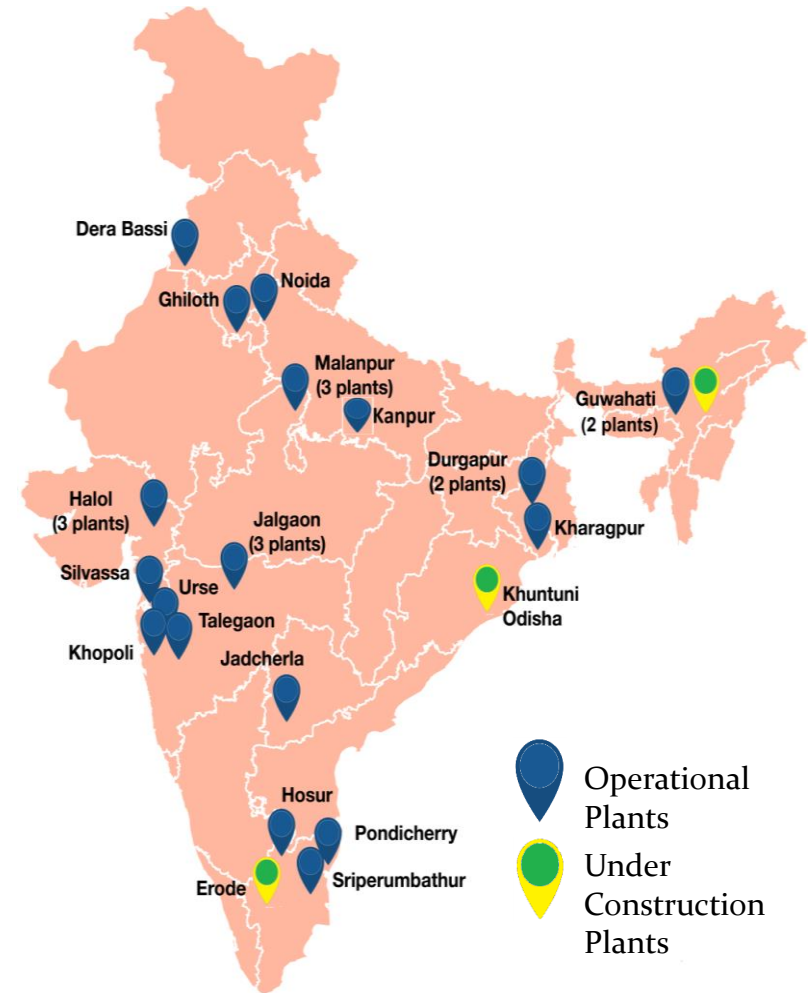 Dera Bassi
Noida
Ghiloth
Malanpur
(3 plants)
Kanpur
Guwahati
(2 plants)
Durgapur
(2 plants)
Halol
(3 plants)
Jalgaon
(3 plants)
Kharagpur
Silvassa
Urse
Khuntuni
Odisha
Talegaon
Khopoli
Jadcherla
Hosur
Pondicherry
Sriperumbathur
Erode
Operational
Plants
Under
Construction
Plants